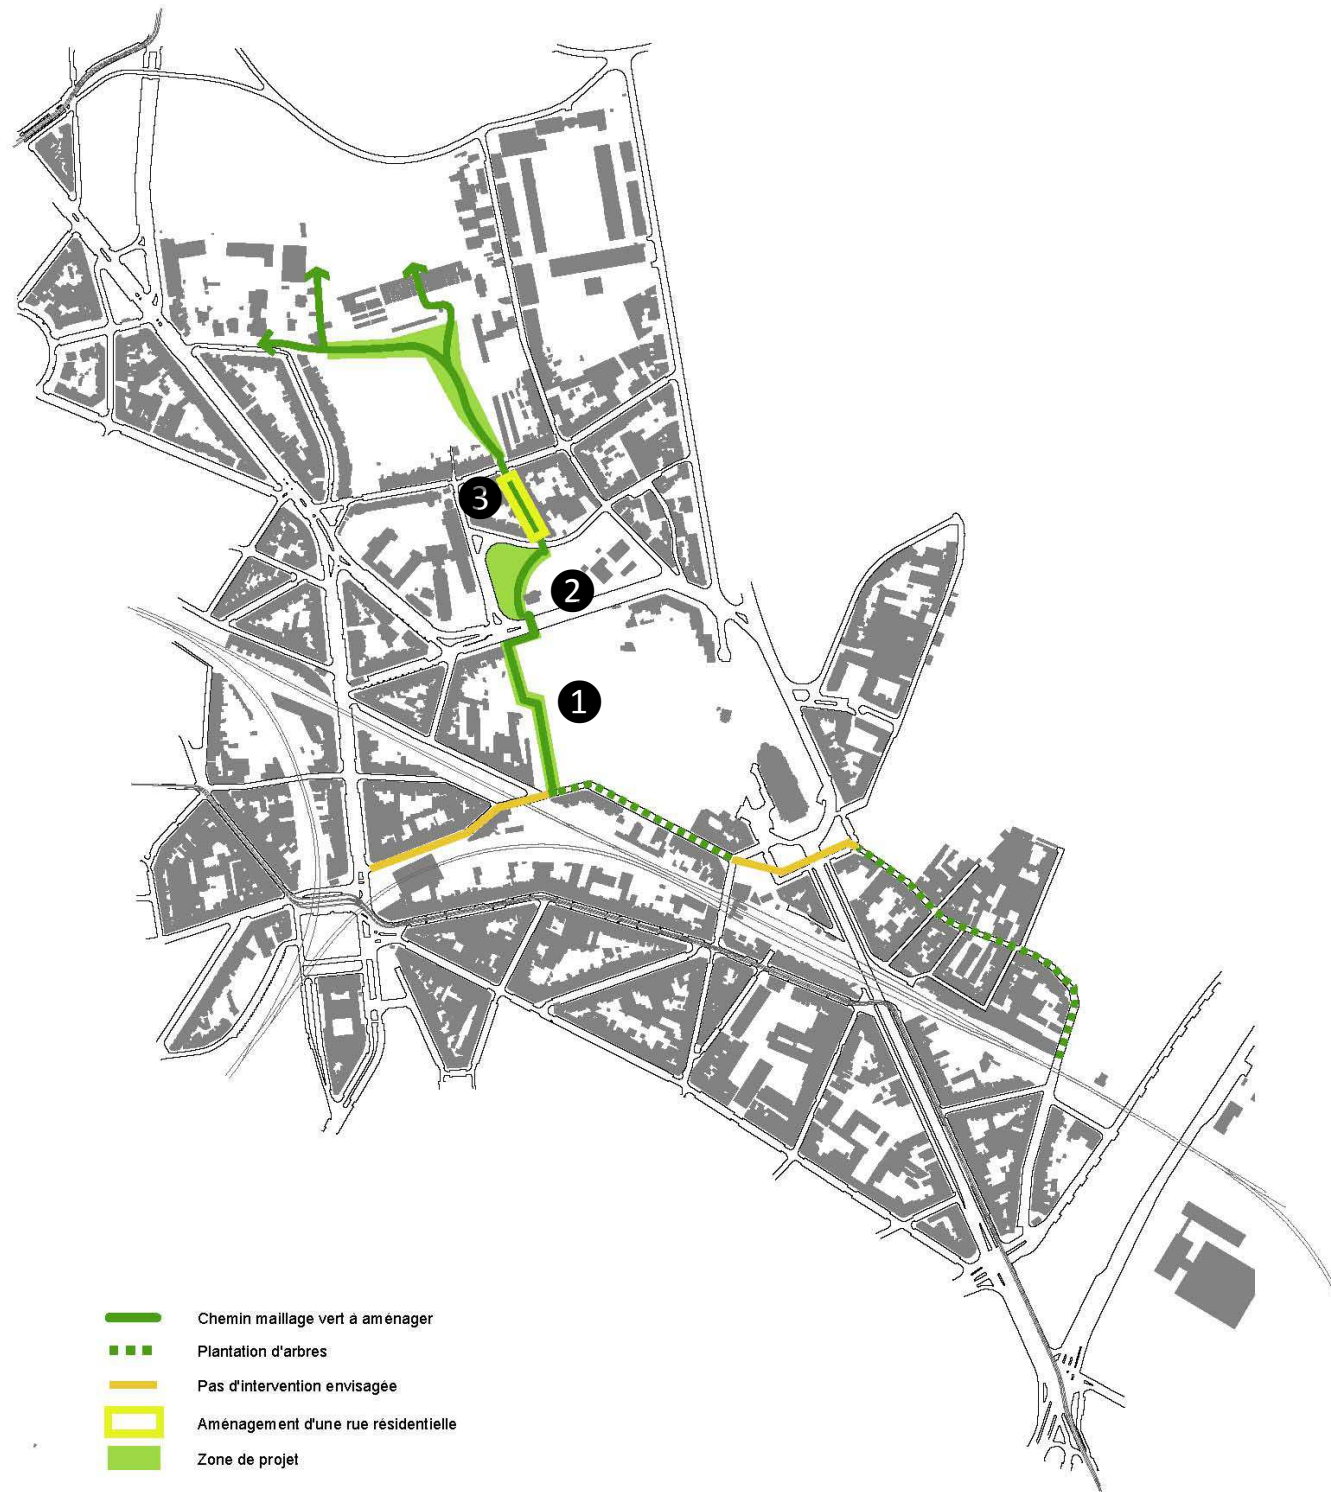 3
2
1
Chemin maillage vert à aménager
Plantation d'arbres
Pas d'intervention envisagée
Aménagement d'une rue résidentielle
Zone de projet